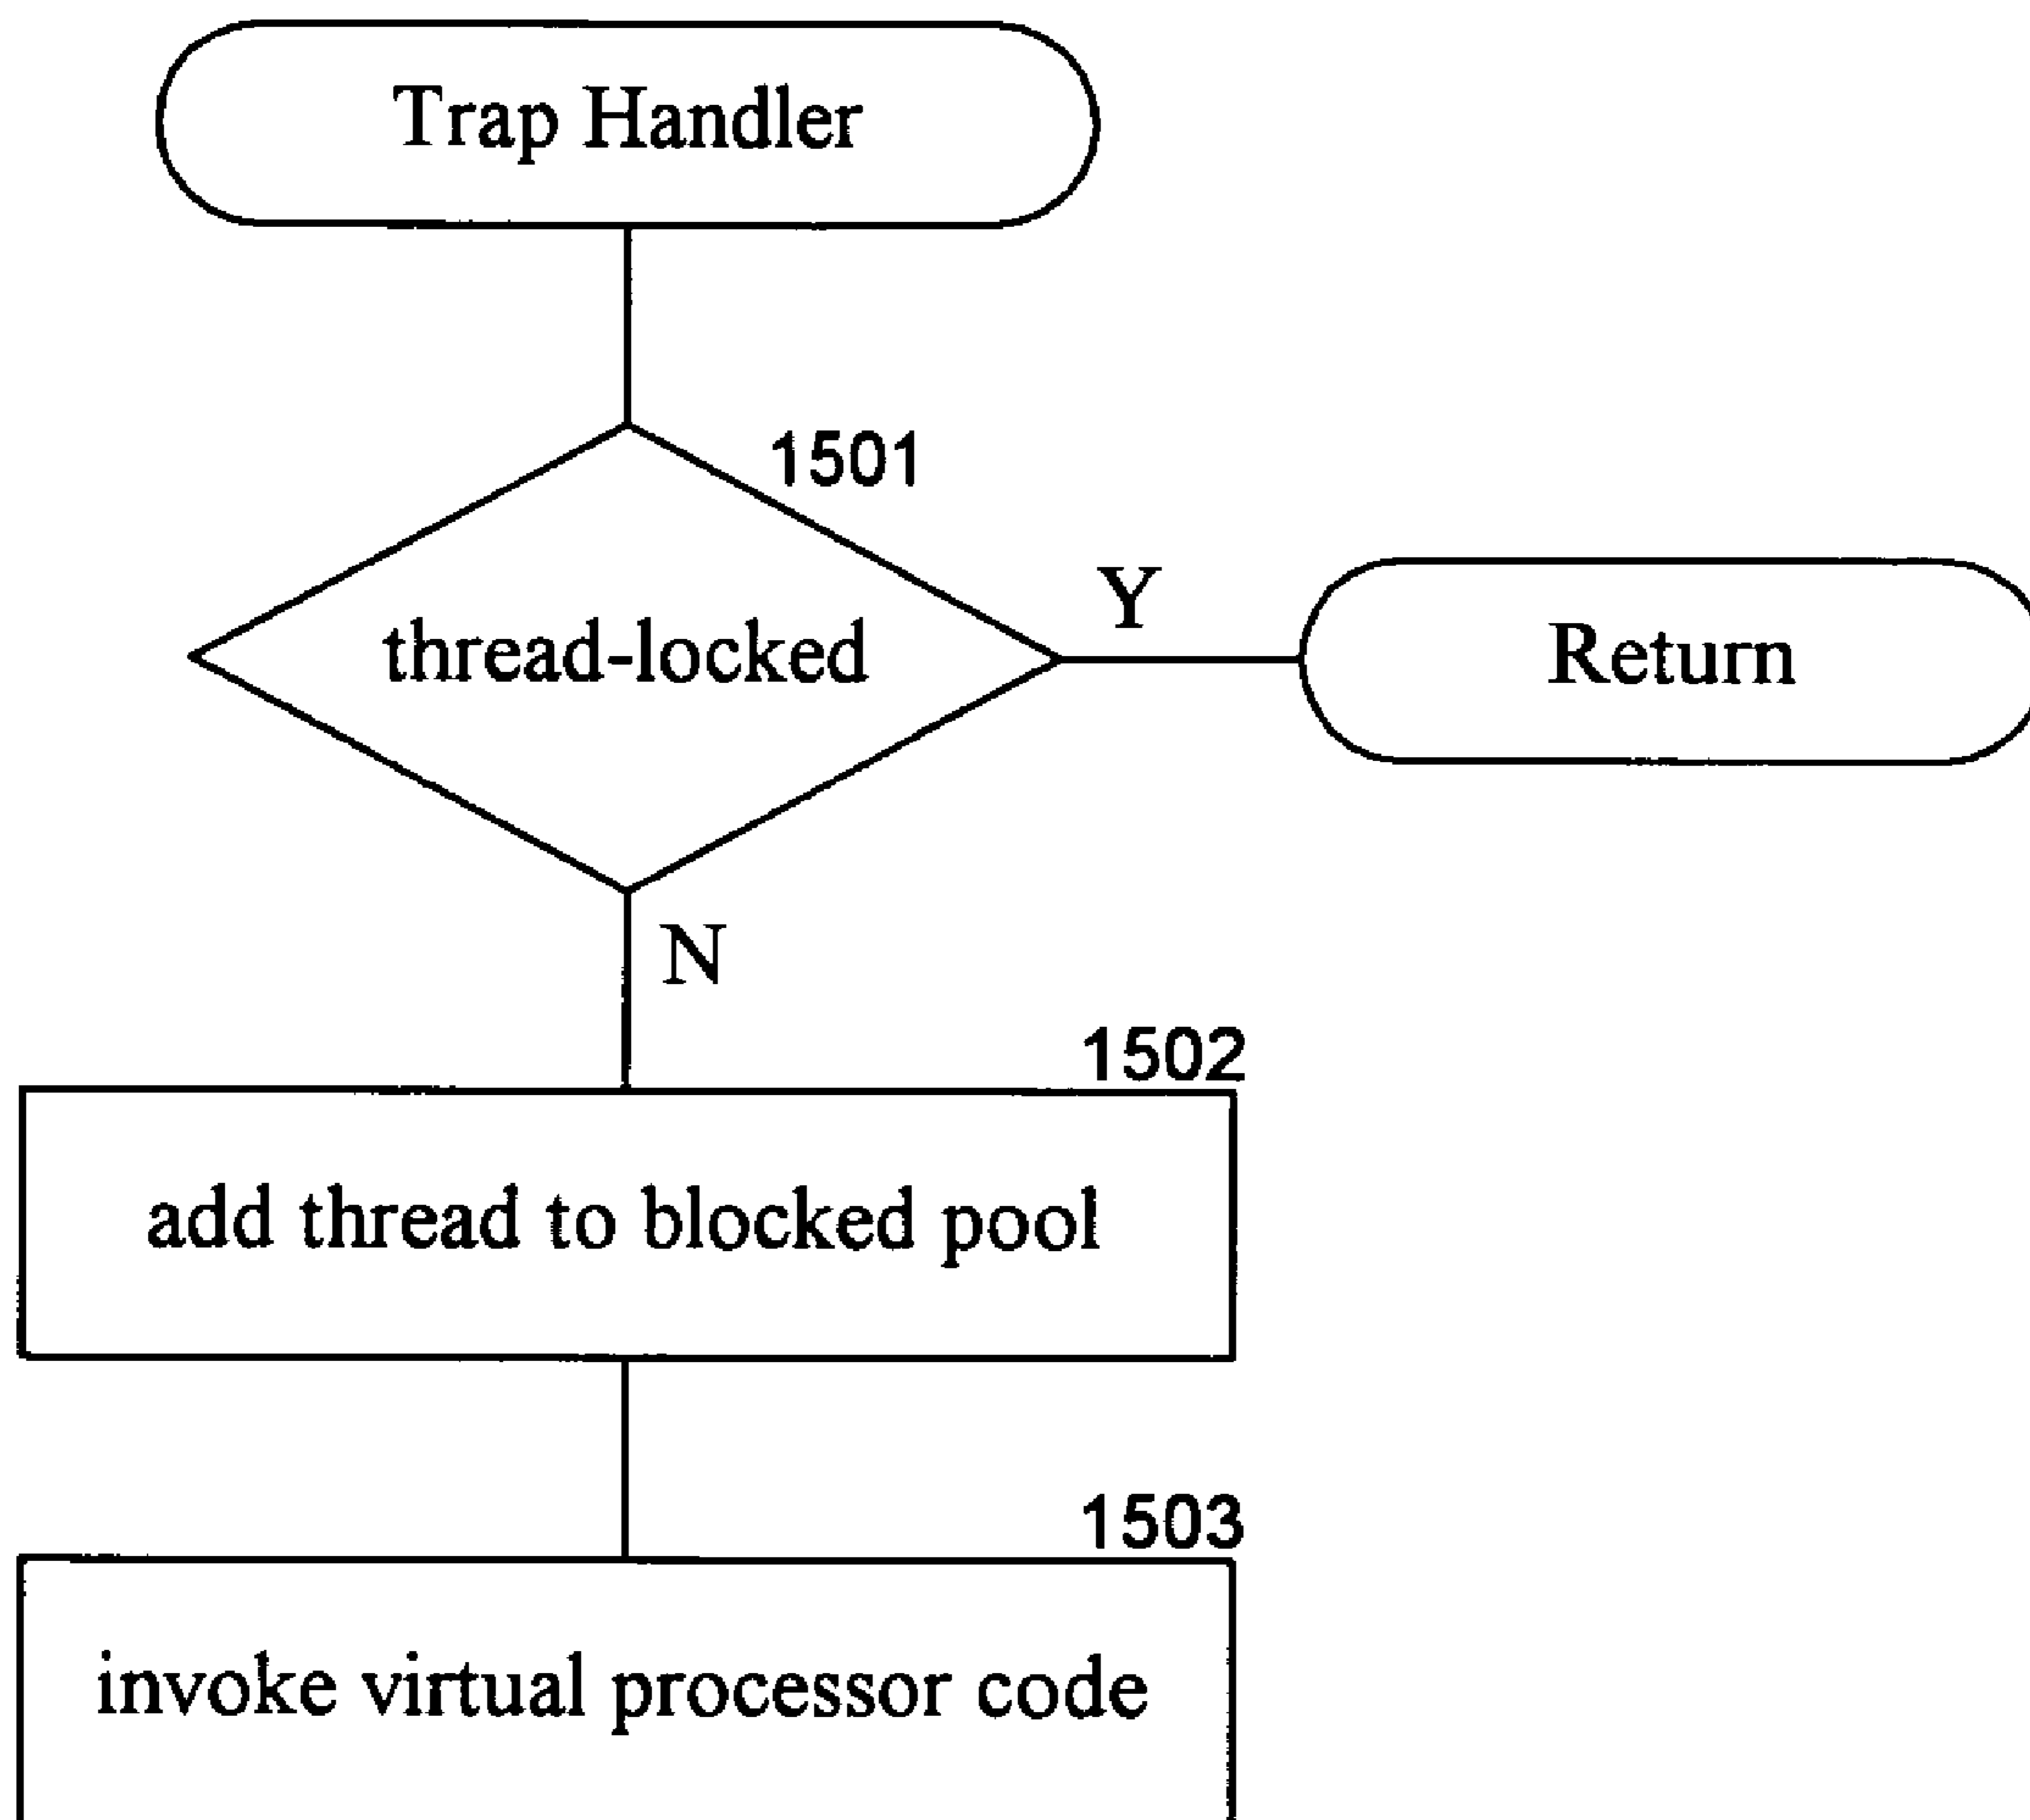 Trap Handler
1501
thread-locked
Y
Return
N
1502
add thread to blocked pool
1503
invoke virtual processor code